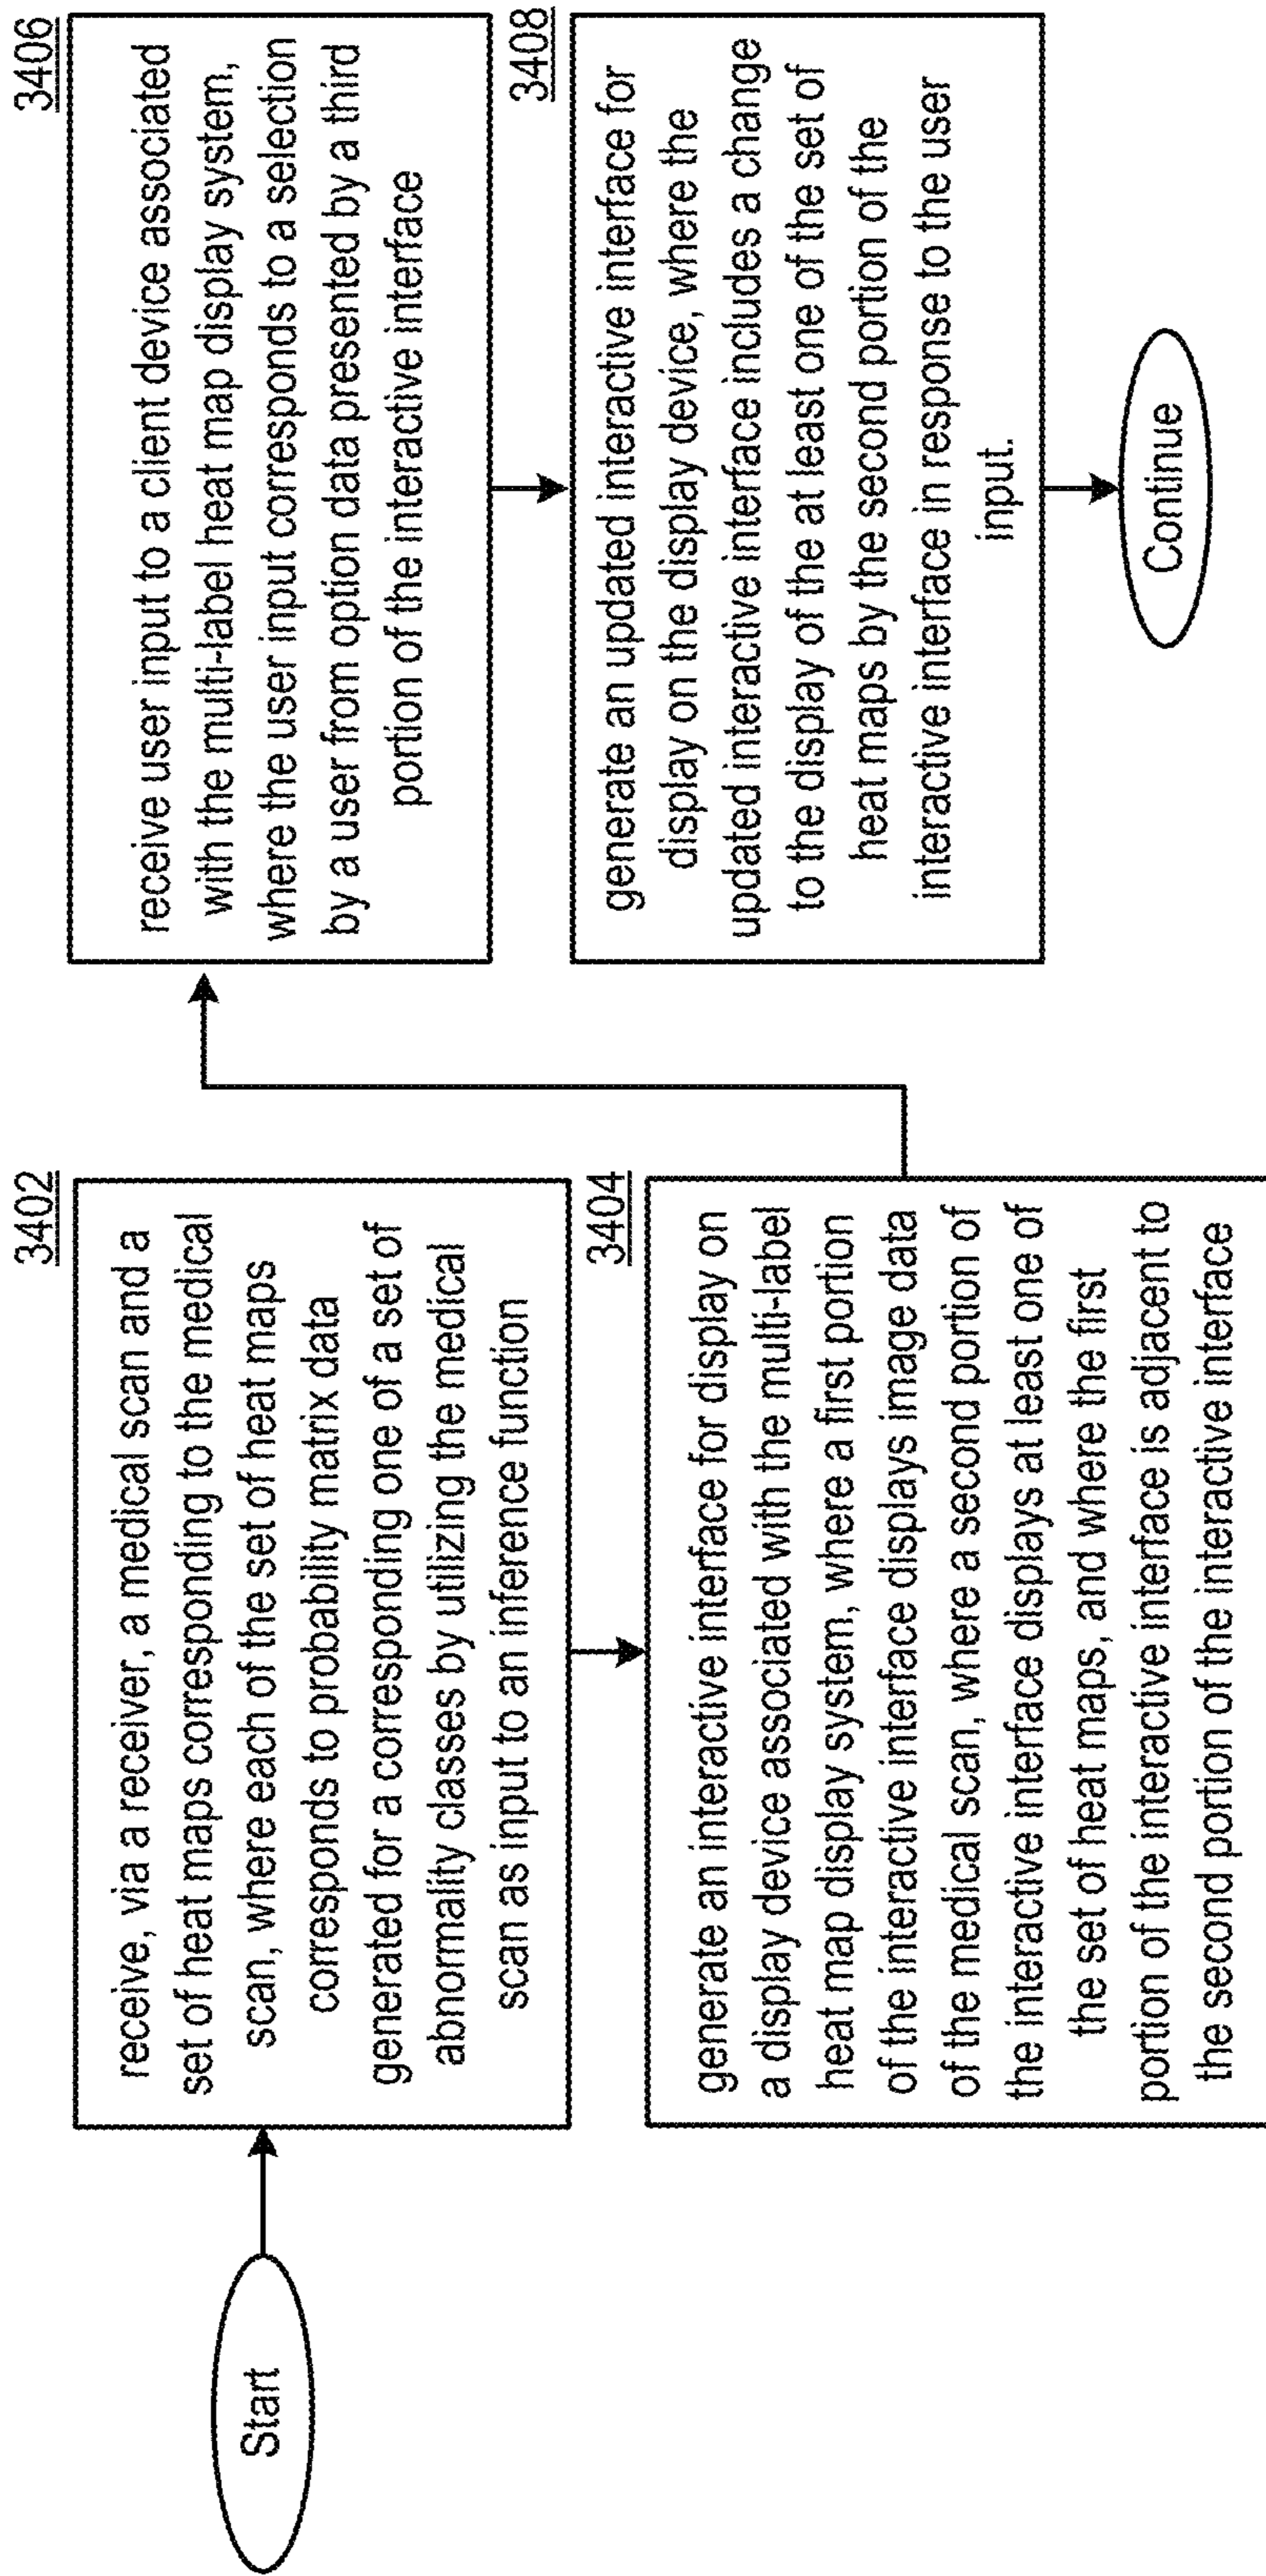 Start
3402
receive, via a receiver, a medical scan and a
set of heat maps corresponding to the medical
scan, where each of the set of heat maps
corresponds to probability matrix data
generated for a corresponding one of a set of
abnormality classes by utilizing the medical
scan as input to an inference function
3404
generate an interactive interface for display on
a display device associated with the multi-label
heat map display system, where a first portion
of the interactive interface displays image data
of the medical scan, where a second portion of
the interactive interface displays at least one of
the set of heat maps, and where the first
portion of the interactive interface is adjacent to
the second portion of the interactive interface
3406
receive user input to a client device associated
with the multi-label heat map display system,
where the user input corresponds to a selection
by a user from option data presented by a third
portion of the interactive interface
3408
generate an updated interactive interface for
display on the display device, where the
updated interactive interface includes a change
to the display of the at least one of the set of
heat maps by the second portion of the
interactive interface in response to the user
input.
Continue